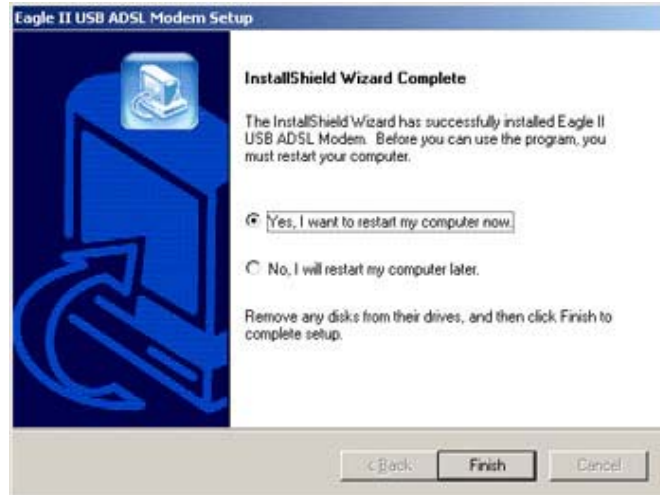 Eagle II USB ADSL Modem Setup
InstallShield Wizard Complete
The InstallShield Wizard has successfully installed Eagle II
USB ADSL Modem. Before you can use the program, you
must restart your computer.
Yes, I want to restart my computer now.
No, I will restart my computer later.
Remove any disks from their drives, and then click Finish to
complete setup.
< Back Finish Cancel